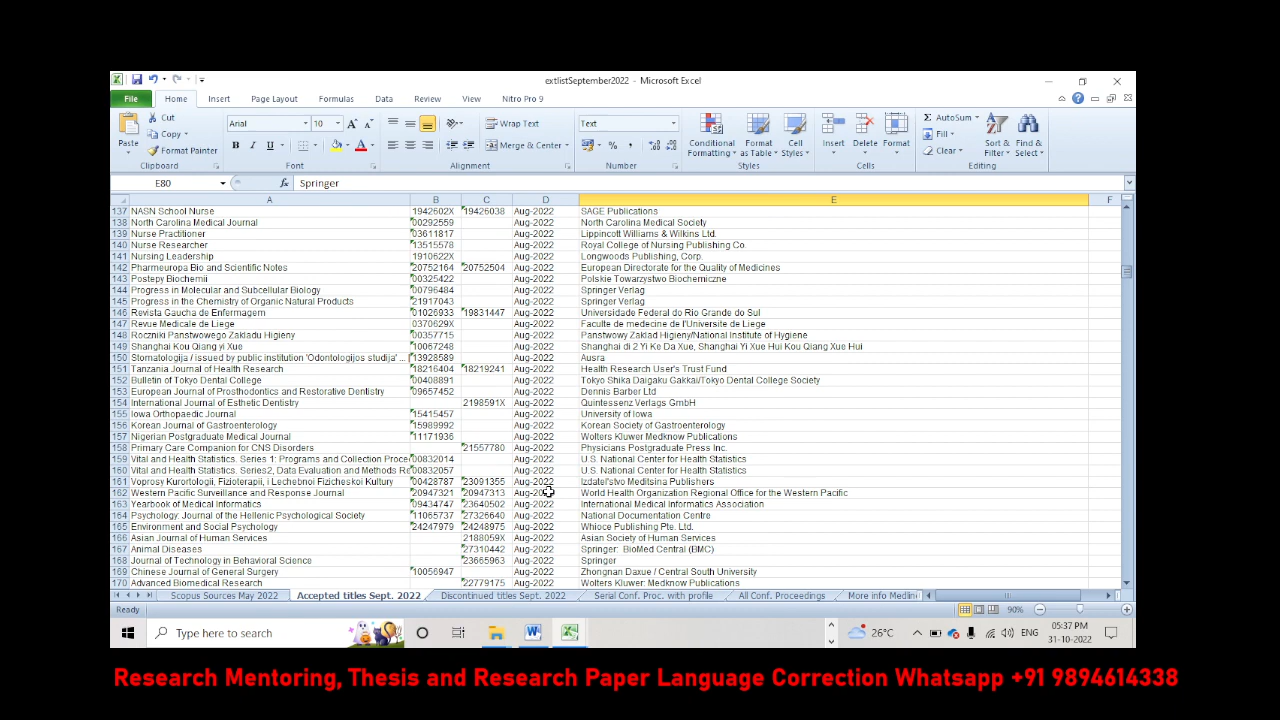 extlistSeptember2022 - Microsoft Excel
File Home Insert Page Layout Formulas Data Review View Nitro Pro 9
Paste Cut Copy Format Painter Clipboard
Arial 10 B I U Font
Wrap Text Merge & Center Alignment
Text % , Number
Conditional Formatting Format as Table Cell Styles Styles
Insert Delete Format Cells
AutoSum Fill Clear Sort & Filter Find & Select Editing
E80 fx Springer
A B C D E F
137 NASN School Nurse 1942602X 19426038 Aug-2022 SAGE Publications
138 North Carolina Medical Journal 00292559 Aug-2022 North Carolina Medical Society
139 Nurse Practitioner 03611817 Aug-2022 Lippincott Williams & Wilkins Ltd.
140 Nurse Researcher 13515578 Aug-2022 Royal College of Nursing Publishing Co.
141 Nursing Leadership 1910622X Aug-2022 Longwoods Publishing, Corp.
142 Pharmeuropa Bio and Scientific Notes 20752164 20752504 Aug-2022 European Directorate for the Quality of Medicines
143 Postepy Biochemii 00325422 Aug-2022 Polskie Towarzystwo Biochemiczne
144 Progress in Molecular and Subcellular Biology 00796484 Aug-2022 Springer Verlag
145 Progress in the Chemistry of Organic Natural Products 21917043 Aug-2022 Springer Verlag
146 Revista Gaucha de Enfermagem 01026933 19831447 Aug-2022 Universidade Federal do Rio Grande do Sul
147 Revue Medicale de Liege 0370629X Aug-2022 Faculte de medecine de l'Universite de Liege
148 Roczniki Panstwowego Zakladu Higieny 00357715 Aug-2022 Panstwowy Zaklad Higieny/National Institute of Hygiene
149 Shanghai Kou Qiang yi Xue 10067248 Aug-2022 Shanghai di 2 Yi Ke Da Xue, Shanghai Yi Xue Hui Kou Qiang Xue Hui
150 Stomatologija / issued by public institution 'Odontologijos studija' ... [ 13928589 Aug-2022 Ausra
151 Tanzania Journal of Health Research 18216404 18219241 Aug-2022 Health Research User's Trust Fund
152 Bulletin of Tokyo Dental College 00408891 Aug-2022 Tokyo Shika Daigaku Gakkai/Tokyo Dental College Society
153 European Journal of Prosthodontics and Restorative Dentistry 09657452 Aug-2022 Dennis Barber Ltd
154 International Journal of Esthetic Dentistry 2198591X Aug-2022 Quintessenz Verlags GmbH
155 Iowa Orthopaedic Journal 15415457 Aug-2022 University of Iowa
156 Korean Journal of Gastroenterology 15989992 Aug-2022 Korean Society of Gastroenterology
157 Nigerian Postgraduate Medical Journal 11171936 Aug-2022 Wolters Kluwer Medknow Publications
158 Primary Care Companion for CNS Disorders 21557780 Aug-2022 Physicians Postgraduate Press Inc.
159 Vital and Health Statistics. Series 1: Programs and Collection Proce 00832014 Aug-2022 U.S. National Center for Health Statistics
160 Vital and Health Statistics. Series2, Data Evaluation and Methods Re 00832057 Aug-2022 U.S. National Center for Health Statistics
161 Voprosy Kurortologii, Fizioterapii, i Lechebnoi Fizicheskoi Kultury 00428787 23091355 Aug-2022 Izdatel'stvo Meditsina Publishers
162 Western Pacific Surveillance and Response Journal 20947321 20947313 Aug-20 World Health Organization Regional Office for the Western Pacific
163 Yearbook of Medical Informatics 09434747 23640502 Aug-2022 International Medical Informatics Association
164 Psychology: Journal of the Hellenic Psychological Society 11065737 27326640 Aug-2022 National Documentation Centre
165 Environment and Social Psychology 24247979 24248975 Aug-2022 Whioce Publishing Pte. Ltd.
166 Asian Journal of Human Services 2188059X Aug-2022 Asian Society of Human Services
167 Animal Diseases 27310442 Aug-2022 Springer: BioMed Central (BMC)
168 Journal of Technology in Behavioral Science 23665963 Aug-2022 Springer
169 Chinese Journal of General Surgery 10056947 Aug-2022 Zhongnan Daxue / Central South University
170 Advanced Biomedical Research 22779175 Aug-2022 Wolters Kluwer: Medknow Publications
Scopus Sources May 2022 Accepted titles Sept. 2022 Discontinued titles Sept. 2022 Serial Conf. Proc. with profile All Conf. Proceedings More info Medlin
Ready 90%
Type here to search 26°C ENG 05:37 PM
31-10-2022
Research Mentoring, Thesis and Research Paper Language Correction Whatsapp +91 9894614338